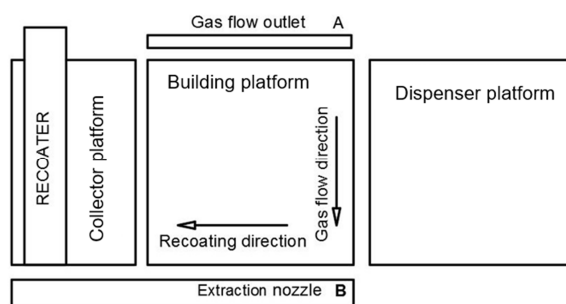 Gas flow outlet A
Building platform
Dispenser platform
RECOATER
Collector platform
Gas flow direction
Recoating direction
Extraction nozzle B